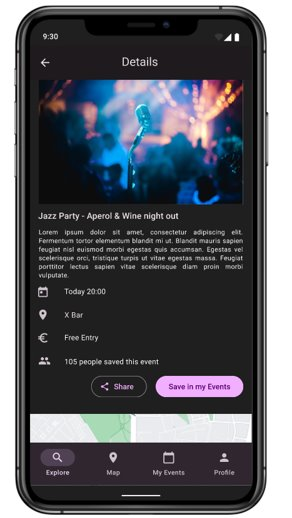 9:30
Details
Jazz Party - Aperol & Wine night out
Lorem ipsum dolor sit amet, consectetur adipiscing elit.
Fermentum tortor elementum blandit mi ut. Blandit mauris sapien
feugiat nisl euismod morbi egestas quis accumsan. Egestas vel
scelerisque orci, tristique turpis ut vitae egestas massa. Feugiat
porttitor lectus sapien vitae scelerisque diam proin morbi
vulputate.
Today 20:00
X Bar
Free Entry
105 people saved this event
Share
Save in my Events
Explore
Map
My Events
Profile